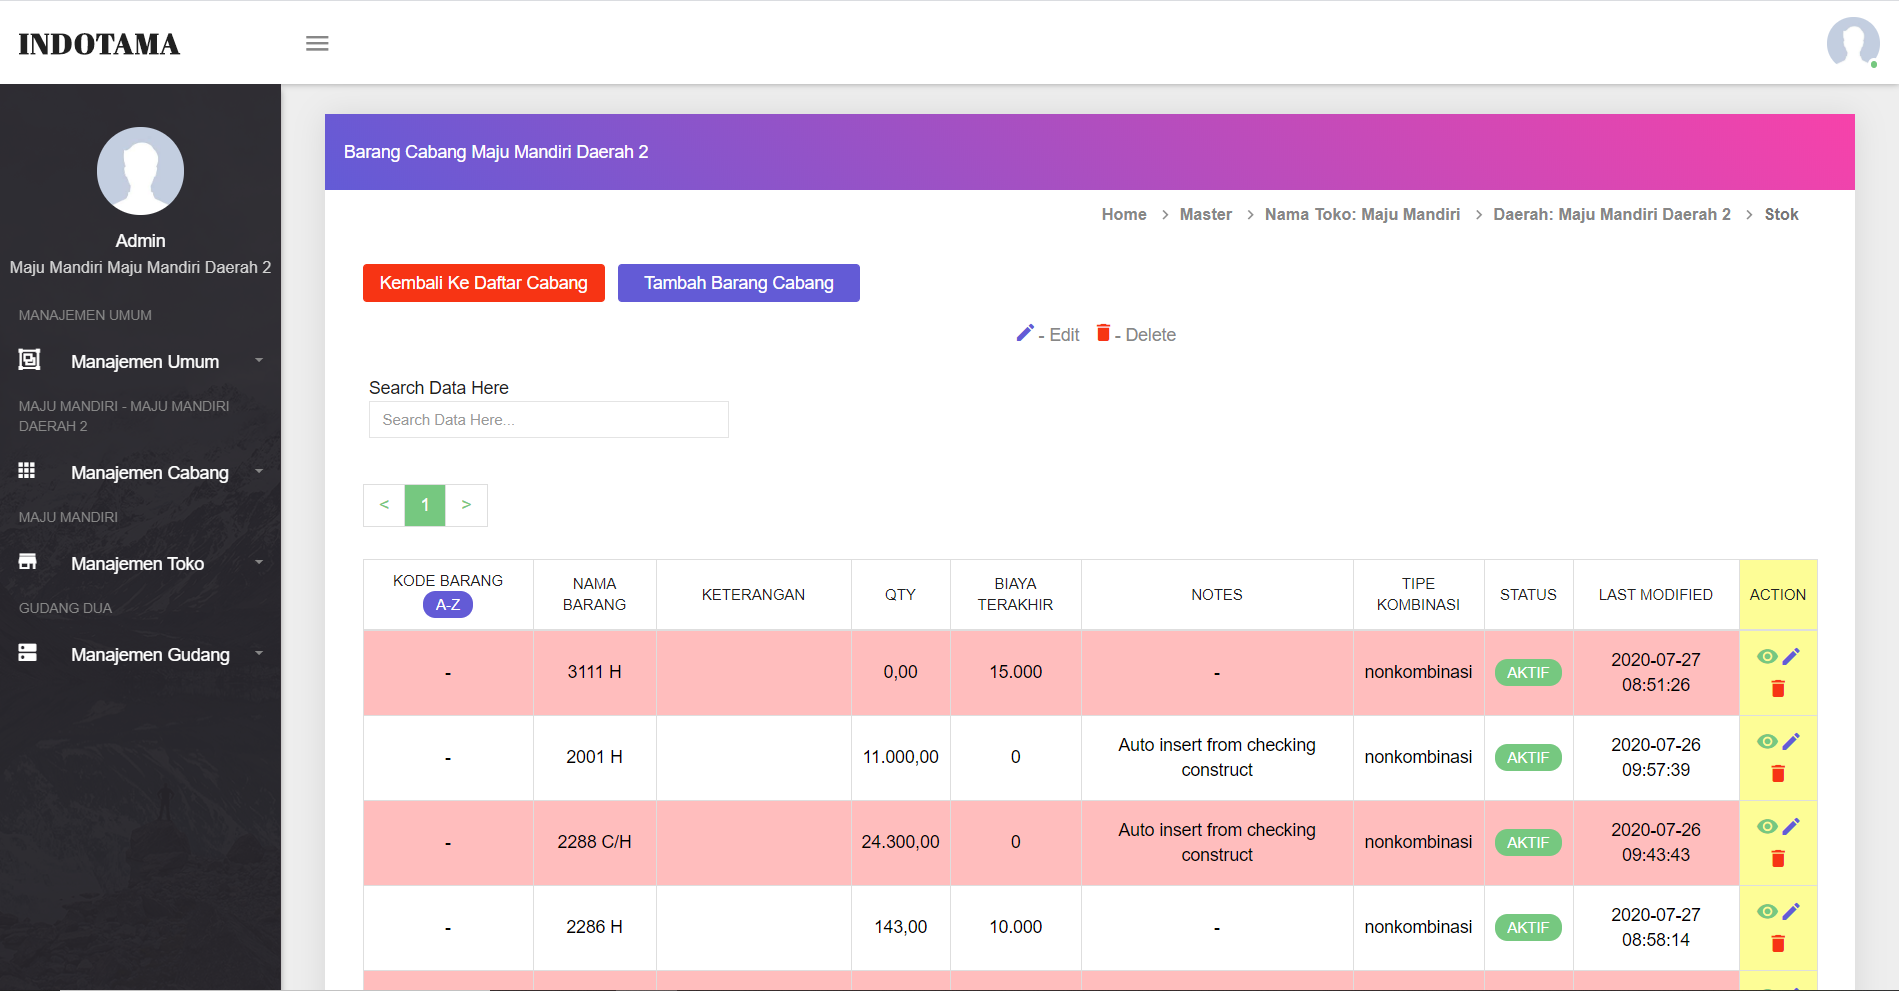 INDOTAMA
Admin
Maju Mandiri Maju Mandiri Daerah 2
MANAJEMEN UMUM
Manajemen Umum
MAJU MANDIRI - MAJU MANDIRI
DAERAH 2
Manajemen Cabang
MAJU MANDIRI
Manajemen Toko
GUDANG DUA
Manajemen Gudang
Barang Cabang Maju Mandiri Daerah 2
Home > Master > Nama Toko: Maju Mandiri > Daerah: Maju Mandiri Daerah 2 > Stok
Kembali Ke Daftar Cabang Tambah Barang Cabang
- Edit - Delete
Search Data Here
Search Data Here...
< 1 >
KODE BARANG A-Z NAMA BARANG KETERANGAN QTY BIAYA TERAKHIR NOTES TIPE KOMBINASI STATUS LAST MODIFIED ACTION
- 3111 H 0,00 15.000 - nonkombinasi AKTIF 2020-07-27 08:51:26
- 2001 H 11.000,00 0 Auto insert from checking construct nonkombinasi AKTIF 2020-07-26 09:57:39
- 2288 C/H 24.300,00 0 Auto insert from checking construct nonkombinasi AKTIF 2020-07-26 09:43:43
- 2286 H 143,00 10.000 - nonkombinasi AKTIF 2020-07-27 08:58:14